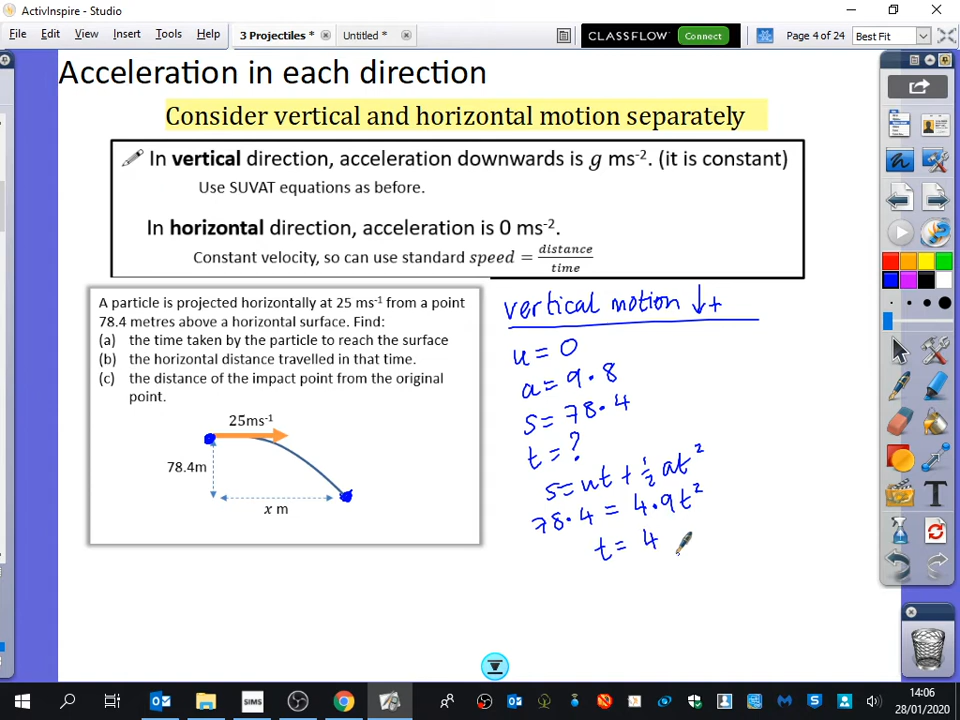 ActivInspire - Studio
File Edit View Insert Tools Help
3 Projectiles * Untitled *
CLASSFLOW Connect
Page 4 of 24 Best Fit
Acceleration in each direction
Consider vertical and horizontal motion separately
In vertical direction, acceleration downwards is g ms⁻². (it is constant)
Use SUVAT equations as before.
In horizontal direction, acceleration is 0 ms⁻².
Constant velocity, so can use standard speed = distance/time
A particle is projected horizontally at 25 ms⁻¹ from a point
78.4 metres above a horizontal surface. Find:
(a) the time taken by the particle to reach the surface
(b) the horizontal distance travelled in that time.
(c) the distance of the impact point from the original
point.
25ms⁻¹
78.4m
x m
vertical motion ↓+
u = 0
a = 9.8
s = 78.4
t = ?
s = ut + ½ at²
78.4 = 4.9t²
t = 4
SIMS
14:06
28/01/2020